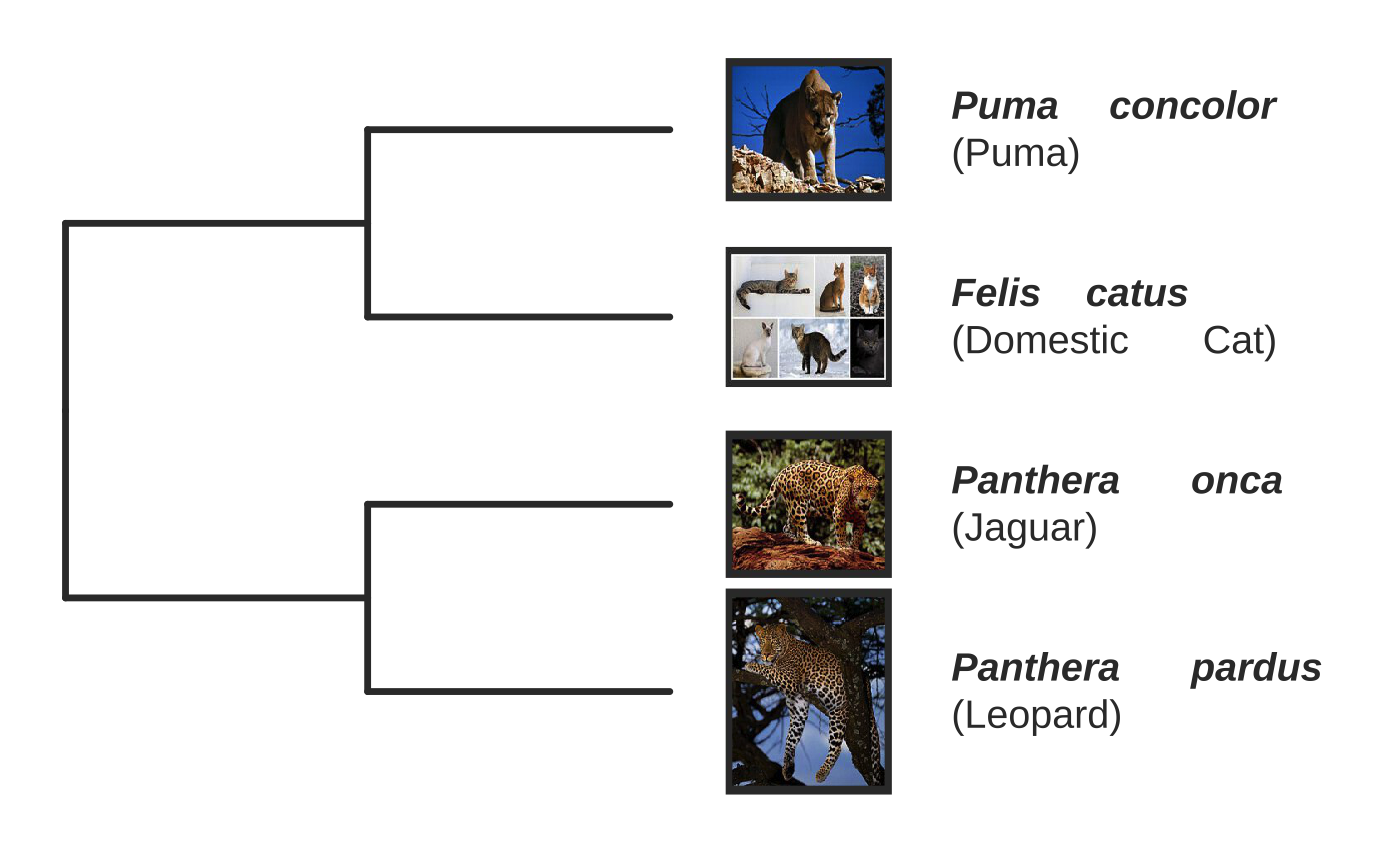 Puma concolor
(Puma)
Felis catus
(Domestic Cat)
Panthera onca
(Jaguar)
Panthera pardus
(Leopard)